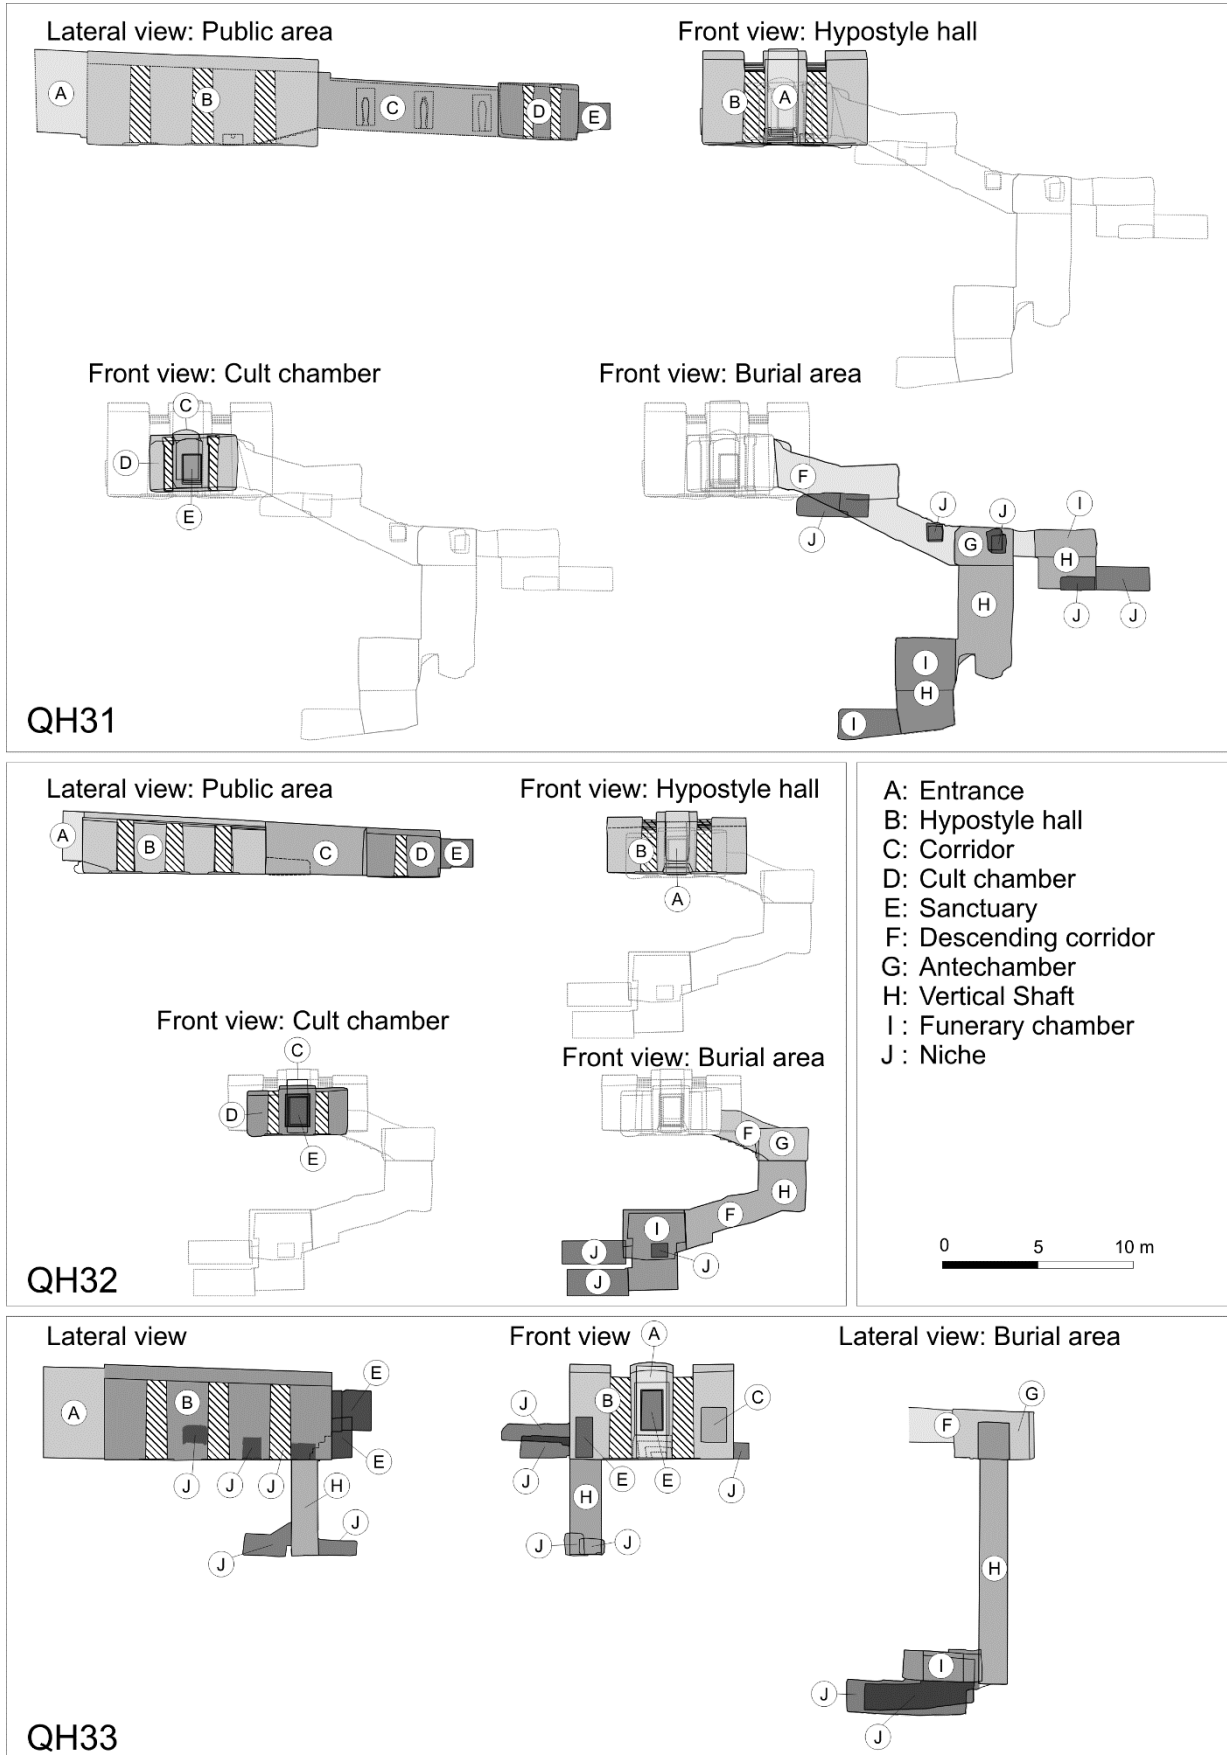 Lateral view: Public area
Front view: Hypostyle hall
A
B
C
D
E
B
A
Front view: Cult chamber
Front view: Burial area
C
D
E
F
J
J
J
I
G
H
H
J
J
I
H
I
QH31
Lateral view: Public area
Front view: Hypostyle hall
A
B
C
D
E
B
A
Front view: Cult chamber
C
Front view: Burial area
D
E
F
G
H
F
I
J
J
J
QH32
A: Entrance
B: Hypostyle hall
C: Corridor
D: Cult chamber
E: Sanctuary
F: Descending corridor
G: Antechamber
H: Vertical Shaft
I : Funerary chamber
J : Niche
0 5 10 m
Lateral view
Front view
Lateral view: Burial area
A
B
E
E
J
J
J
H
J
J
A
B
C
J
J
E
E
J
H
J
J
G
F
H
I
J
J
QH33